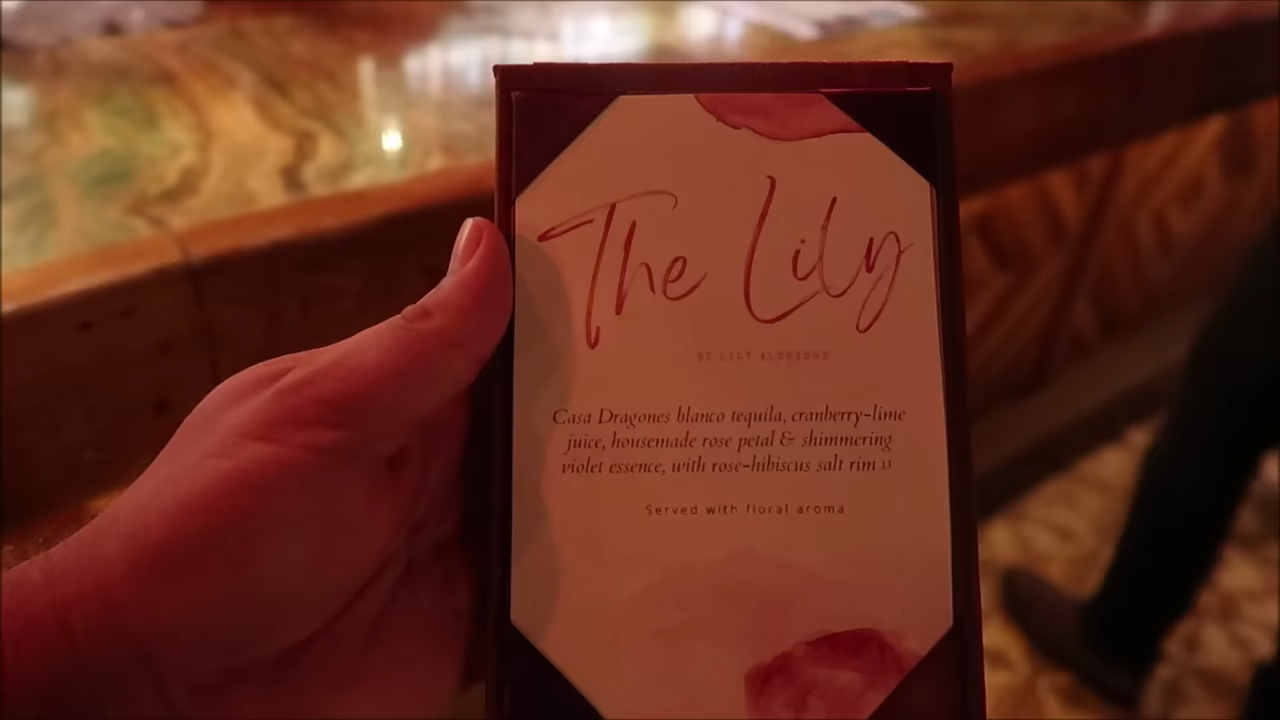 The Lily
BY LILY ALDRIDGE
Casa Dragones blanco tequila, cranberry-lime
juice, housemade rose petal & shimmering
violet essence, with rose-hibiscus salt rim 13
Served with floral aroma